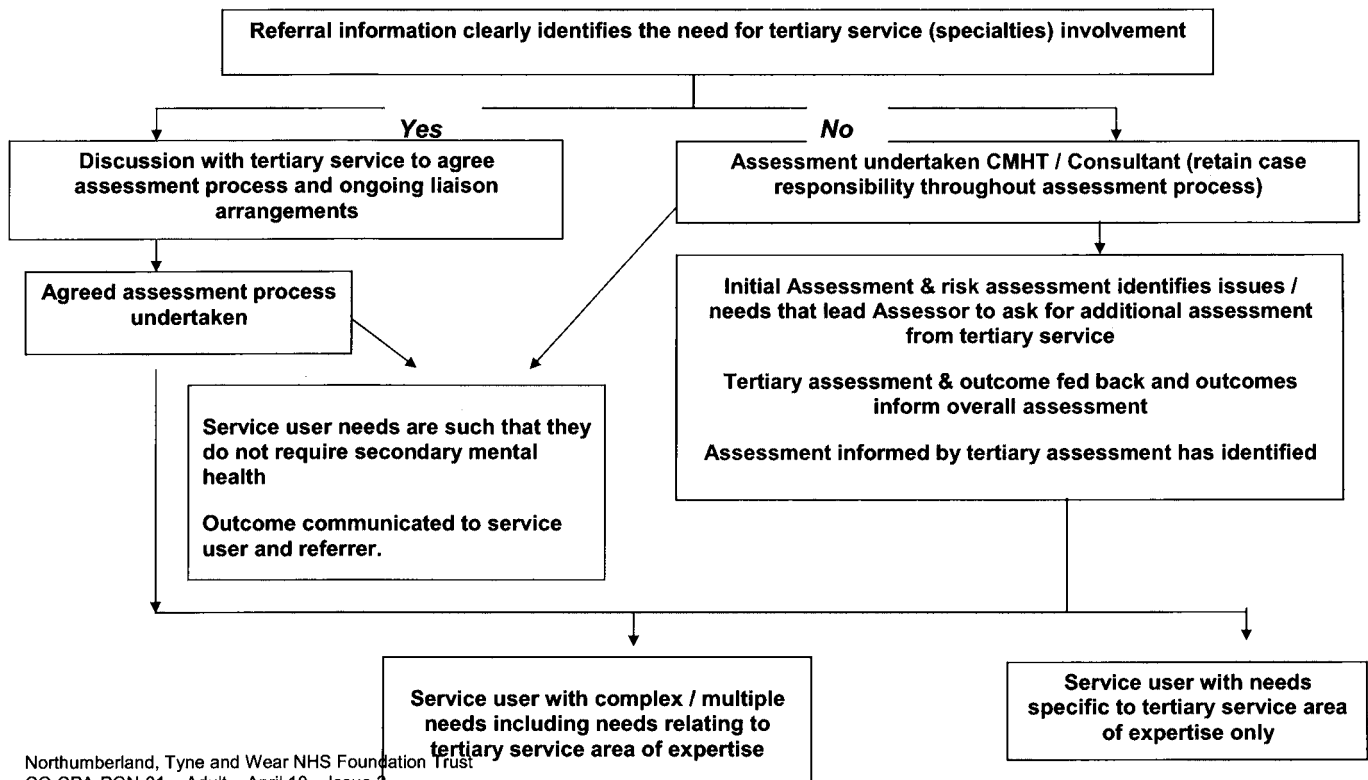 Referral information clearly identifies the need for tertiary service (specialties) involvement
Yes
No
Discussion with tertiary service to agree
assessment process and ongoing liaison
arrangements
Assessment undertaken CMHT / Consultant (retain case
responsibility throughout assessment process)
Agreed assessment process
undertaken
Initial Assessment & risk assessment identifies issues /
needs that lead Assessor to ask for additional assessment
from tertiary service
Tertiary assessment & outcome fed back and outcomes
inform overall assessment
Assessment informed by tertiary assessment has identified
Service user needs are such that they
do not require secondary mental
health
Outcome communicated to service
user and referrer.
Service user with complex / multiple
needs including needs relating to
tertiary service area of expertise
Service user with needs
specific to tertiary service area
of expertise only
Northumberland, Tyne and Wear NHS Foundation Trust